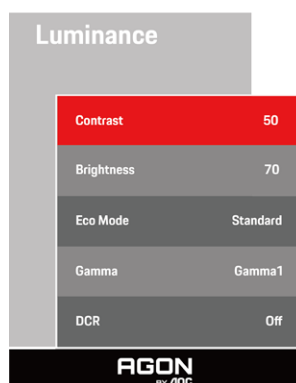 Luminance
Contrast 50
Brightness 70
Eco Mode Standard
Gamma Gamma1
DCR Off
AGON
BY AOC